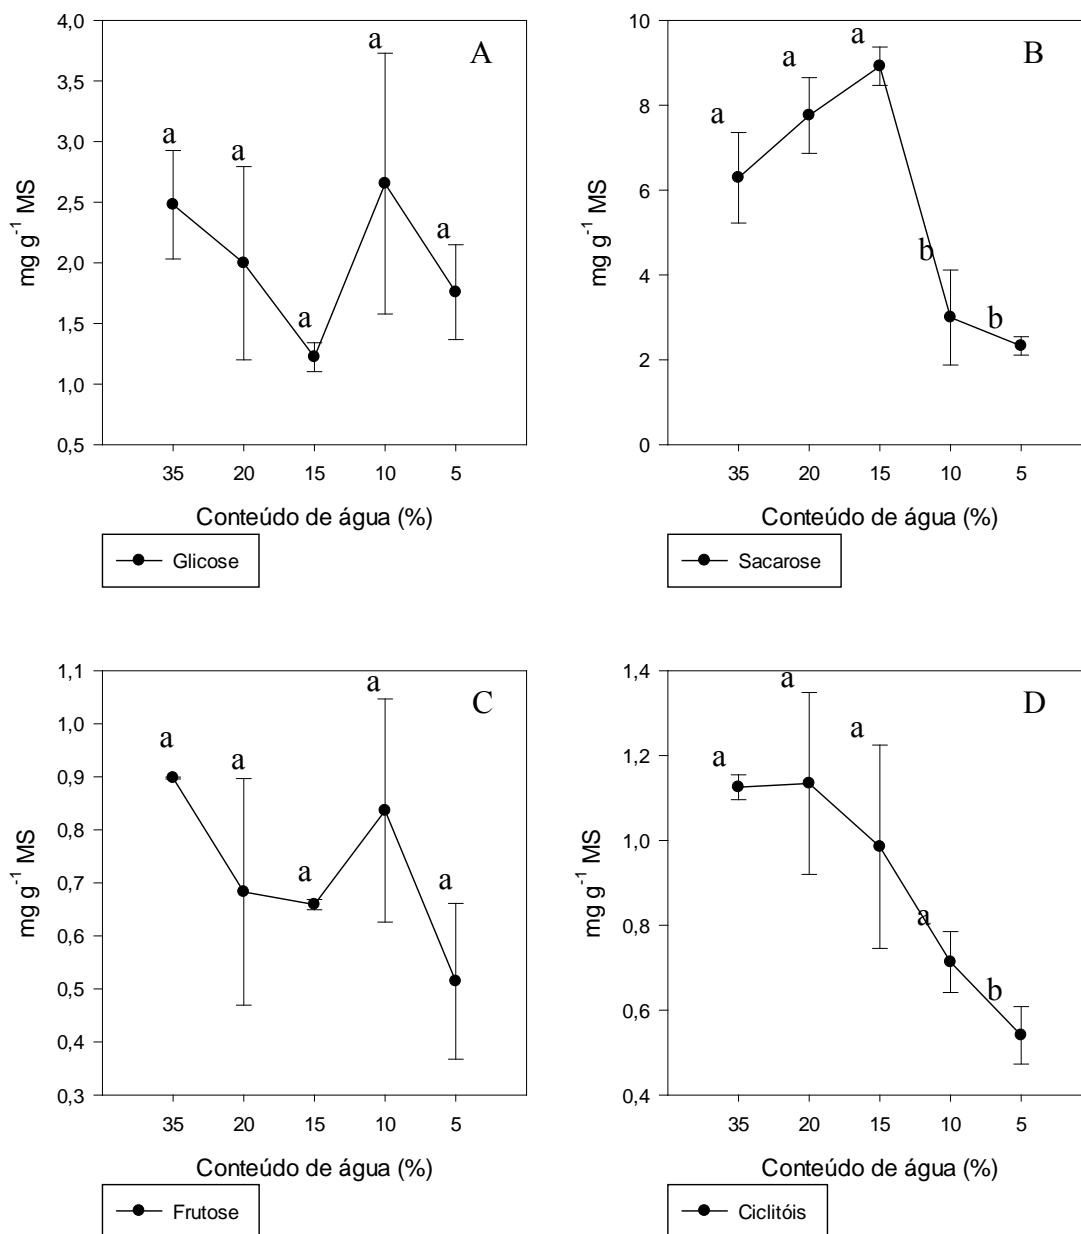 A
4,0
3,5
3,0
2,5
2,0
1,5
1,0
0,5
mg g⁻¹ MS
a
a
a
a
a
35 20 15 10 5
Conteúdo de água (%)
Glicose
B
10
8
6
4
2
0
mg g⁻¹ MS
a
a
a
b
b
35 20 15 10 5
Conteúdo de água (%)
Sacarose
C
1,1
1,0
0,9
0,8
0,7
0,6
0,5
0,4
0,3
mg g⁻¹ MS
a
a
a
a
a
35 20 15 10 5
Conteúdo de água (%)
Frutose
D
1,4
1,2
1,0
0,8
0,6
0,4
mg g⁻¹ MS
a
a
a
a
b
35 20 15 10 5
Conteúdo de água (%)
Ciclitóis